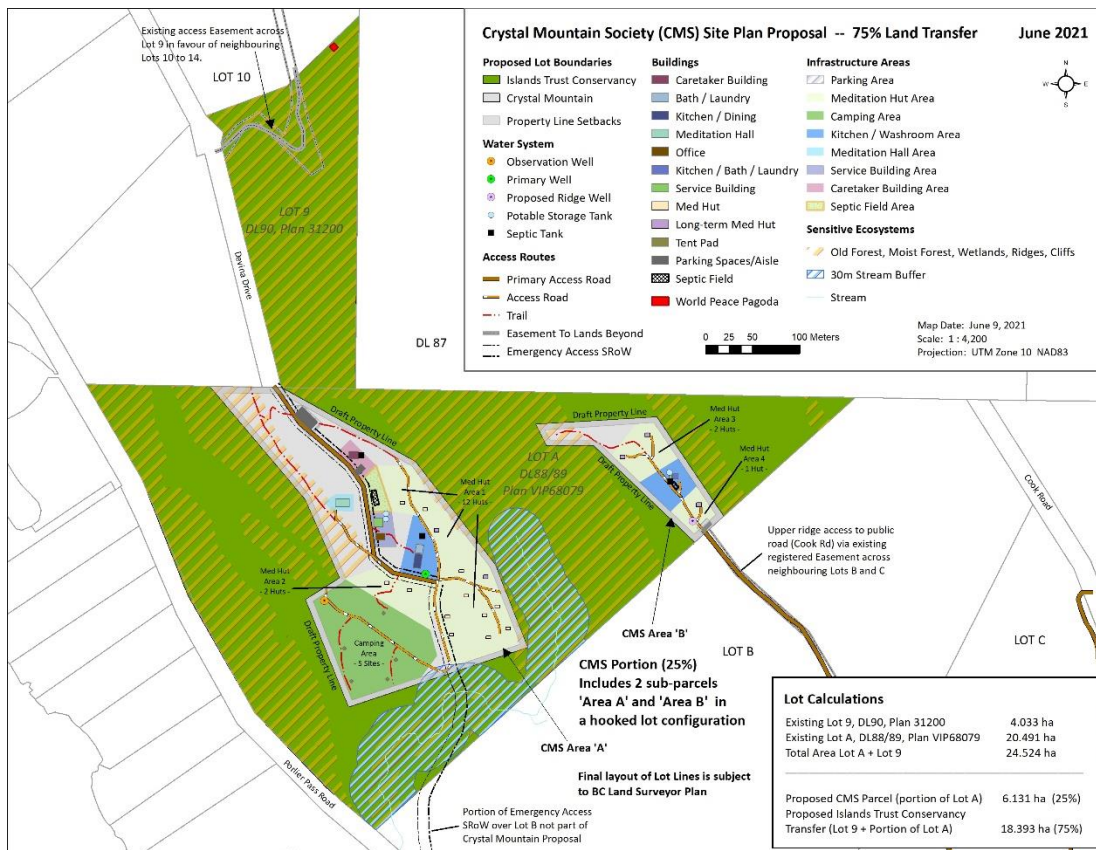 Crystal Mountain Society (CMS) Site Plan Proposal -- 75% Land Transfer June 2021
Proposed Lot Boundaries
Islands Trust Conservancy
Crystal Mountain
Property Line Setbacks
Water System
Observation Well
Primary Well
Proposed Ridge Well
Potable Storage Tank
Septic Tank
Access Routes
Primary Access Road
Access Road
Trail
Easement To Lands Beyond
Emergency Access SRoW
Buildings
Caretaker Building
Bath / Laundry
Kitchen / Dining
Meditation Hall
Office
Kitchen / Bath / Laundry
Service Building
Med Hut
Long-term Med Hut
Tent Pad
Parking Spaces/Aisle
Septic Field
World Peace Pagoda
Infrastructure Areas
Parking Area
Meditation Hut Area
Camping Area
Kitchen / Washroom Area
Meditation Hall Area
Service Building Area
Caretaker Building Area
Septic Field Area
Sensitive Ecosystems
Old Forest, Moist Forest, Wetlands, Ridges, Cliffs
30m Stream Buffer
Stream
N
W E
S
0 25 50 100 Meters
Map Date: June 9, 2021
Scale: 1 : 4,200
Projection: UTM Zone 10 NAD83
Existing access Easement across
Lot 9 in favour of neighbouring
Lots 10 to 14.
LOT 10
LOT 9
DL90, Plan 31200
Devina Drive
DL 87
Draft Property Line
LOT A
DL88/89
Plan VIP68079
Med Hut
Area 1
- 12 Huts -
Draft Property Line
Med Hut
Area 3
- 2 Huts -
Med Hut
Area 4
- 1 Hut -
Draft Property Line
Cook Road
Upper ridge access to public
road (Cook Rd) via existing
registered Easement across
neighbouring Lots B and C
Med Hut
Area 2
- 2 Huts -
Camping
Area
- 5 Sites -
Draft Property Line
CMS Area 'B'
LOT B
LOT C
CMS Portion (25%)
Includes 2 sub-parcels
'Area A' and 'Area B' in
a hooked lot configuration
CMS Area 'A'
Final layout of Lot Lines is subject
to BC Land Surveyor Plan
Porlier Pass Road
Portion of Emergency Access
SRoW over Lot B not part of
Crystal Mountain Proposal
Lot Calculations
Existing Lot 9, DL90, Plan 31200 4.033 ha
Existing Lot A, DL88/89, Plan VIP68079 20.491 ha
Total Area Lot A + Lot 9 24.524 ha
Proposed CMS Parcel (portion of Lot A) 6.131 ha (25%)
Proposed Islands Trust Conservancy
Transfer (Lot 9 + Portion of Lot A) 18.393 ha (75%)